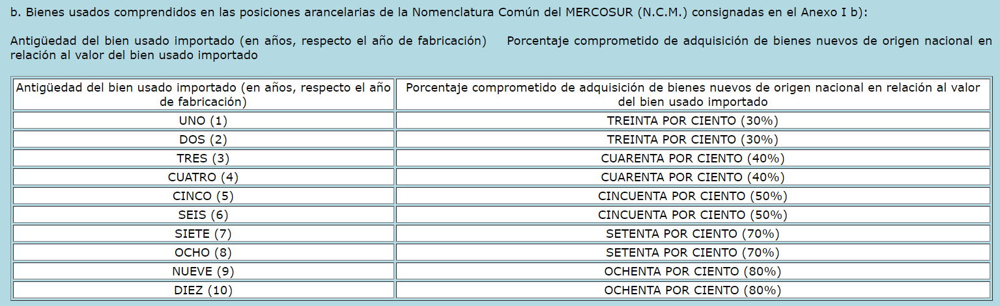 b. Bienes usados comprendidos en las posiciones arancelarias de la Nomenclatura Común del MERCOSUR (N.C.M.) consignadas en el Anexo I b):
Antigüedad del bien usado importado (en años, respecto el año de fabricación) Porcentaje comprometido de adquisición de bienes nuevos de origen nacional en
relación al valor del bien usado importado
Antigüedad del bien usado importado (en años, respecto el año
de fabricación)
Porcentaje comprometido de adquisición de bienes nuevos de origen nacional en relación al valor
del bien usado importado
UNO (1) TREINTA POR CIENTO (30%)
DOS (2) TREINTA POR CIENTO (30%)
TRES (3) CUARENTA POR CIENTO (40%)
CUATRO (4) CUARENTA POR CIENTO (40%)
CINCO (5) CINCUENTA POR CIENTO (50%)
SEIS (6) CINCUENTA POR CIENTO (50%)
SIETE (7) SETENTA POR CIENTO (70%)
OCHO (8) SETENTA POR CIENTO (70%)
NUEVE (9) OCHENTA POR CIENTO (80%)
DIEZ (10) OCHENTA POR CIENTO (80%)